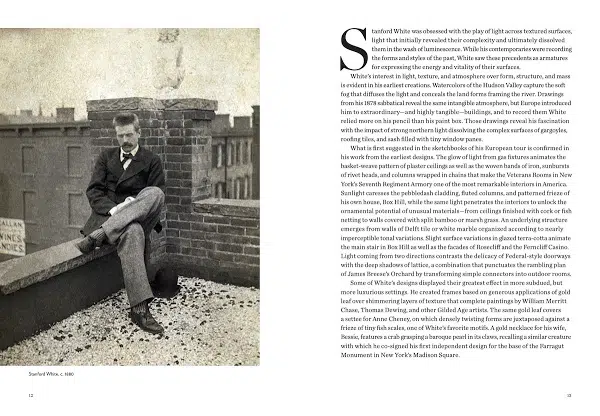 CALLAN
MINES
Stanford White, c. 1880
12
Stanford White was obsessed with the play of light across textured surfaces,
light that initially revealed their complexity and ultimately dissolved
them in the wash of luminescence. While his contemporaries were recording
the forms and styles of the past, White saw these precedents as armatures
for expressing the energy and vitality of their surfaces.
White's interest in light, texture, and atmosphere over form, structure, and mass
is evident in his earliest creations. Watercolors of the Hudson Valley capture the soft
fog that diffuses the light and conceals the land forms framing the river. Drawings
from his 1878 sabbatical reveal the same intangible atmosphere, but Europe introduced
him to extraordinary—and highly tangible—buildings, and to record them White
relied more on his pencil than his paint box. Those drawings reveal his fascination
with the impact of strong northern light dissolving the complex surfaces of gargoyles,
roofing tiles, and sash filled with tiny window panes.
What is first suggested in the sketchbooks of his European tour is confirmed in
his work from the earliest designs. The glow of light from gas fixtures animates the
basket-weave pattern of plaster ceilings as well as the woven bands of iron, sunbursts
of rivet heads, and columns wrapped in chains that make the Veterans Rooms in New
York's Seventh Regiment Armory one of the most remarkable interiors in America.
Sunlight caresses the pebbledash cladding, fluted columns, and patterned frieze of
his own house, Box Hill, while the same light penetrates the interiors to unlock the
ornamental potential of unusual materials—from ceilings finished with cork or fish
netting to walls covered with split bamboo or marsh grass. An underlying structure
emerges from walls of Delft tile or white marble organized according to nearly
imperceptible tonal variations. Slight surface variations in glazed terra-cotta animate
the main stair in Box Hill as well as the facades of Rosecliff and the Ferncliff Casino.
Light coming from two directions contrasts the delicacy of Federal-style doorways
with the deep shadows of lattice, a combination that punctuates the rambling plan
of James Breese's Orchard by transforming simple connectors into outdoor rooms.
Some of White's designs displayed their greatest effect in more subdued, but
more luxurious settings. He created frames based on generous applications of gold
leaf over shimmering layers of texture that complete paintings by William Merritt
Chase, Thomas Dewing, and other Gilded Age artists. The same gold leaf covers
a settee for Anne Cheney, on which densely twisting forms are juxtaposed against a
frieze of tiny fish scales, one of White's favorite motifs. A gold necklace for his wife,
Bessie, features a crab grasping a baroque pearl in its claws, recalling a similar creature
with which he co-signed his first independent design for the base of the Farragut
Monument in New York's Madison Square.
13